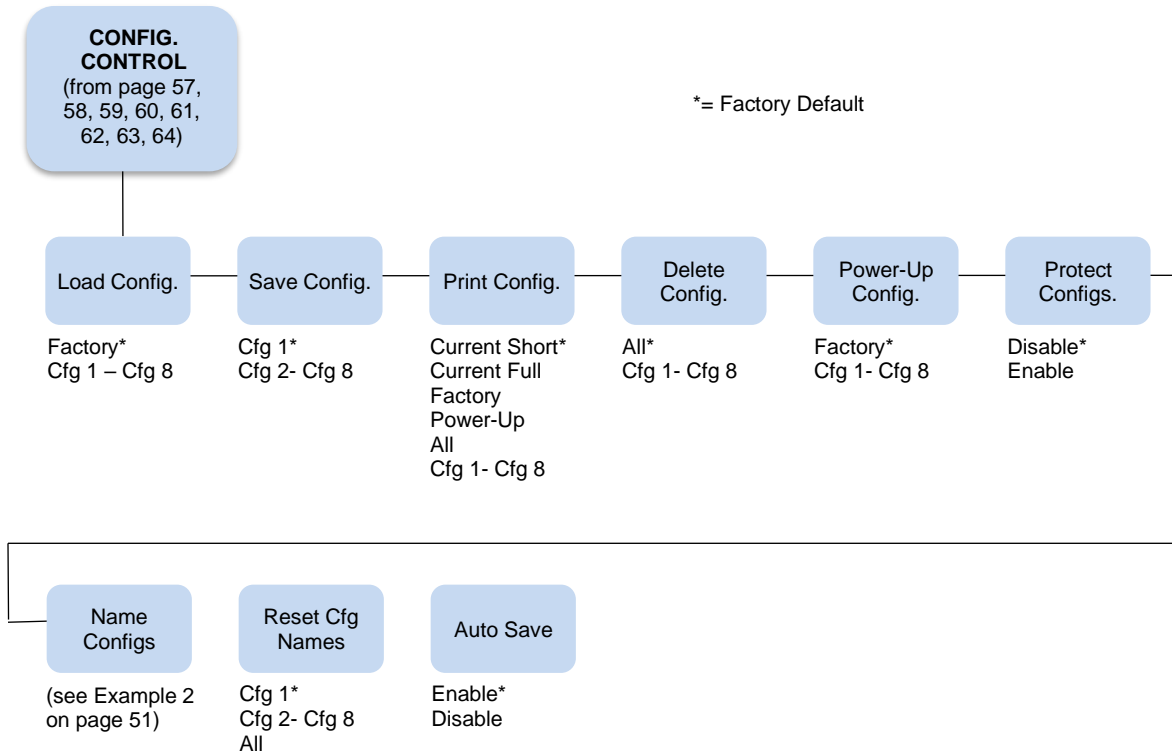 CONFIG.
CONTROL
(from page 57,
58, 59, 60, 61,
62, 63, 64)
*= Factory Default
Load Config.
Save Config.
Print Config.
Delete
Config.
Power-Up
Config.
Protect
Configs.
Factory*
Cfg 1 – Cfg 8
Cfg 1*
Cfg 2- Cfg 8
Current Short*
Current Full
Factory
Power-Up
All
Cfg 1- Cfg 8
All*
Cfg 1- Cfg 8
Factory*
Cfg 1- Cfg 8
Disable*
Enable
Name
Configs
Reset Cfg
Names
Auto Save
(see Example 2
on page 51)
Cfg 1*
Cfg 2- Cfg 8
All
Enable*
Disable